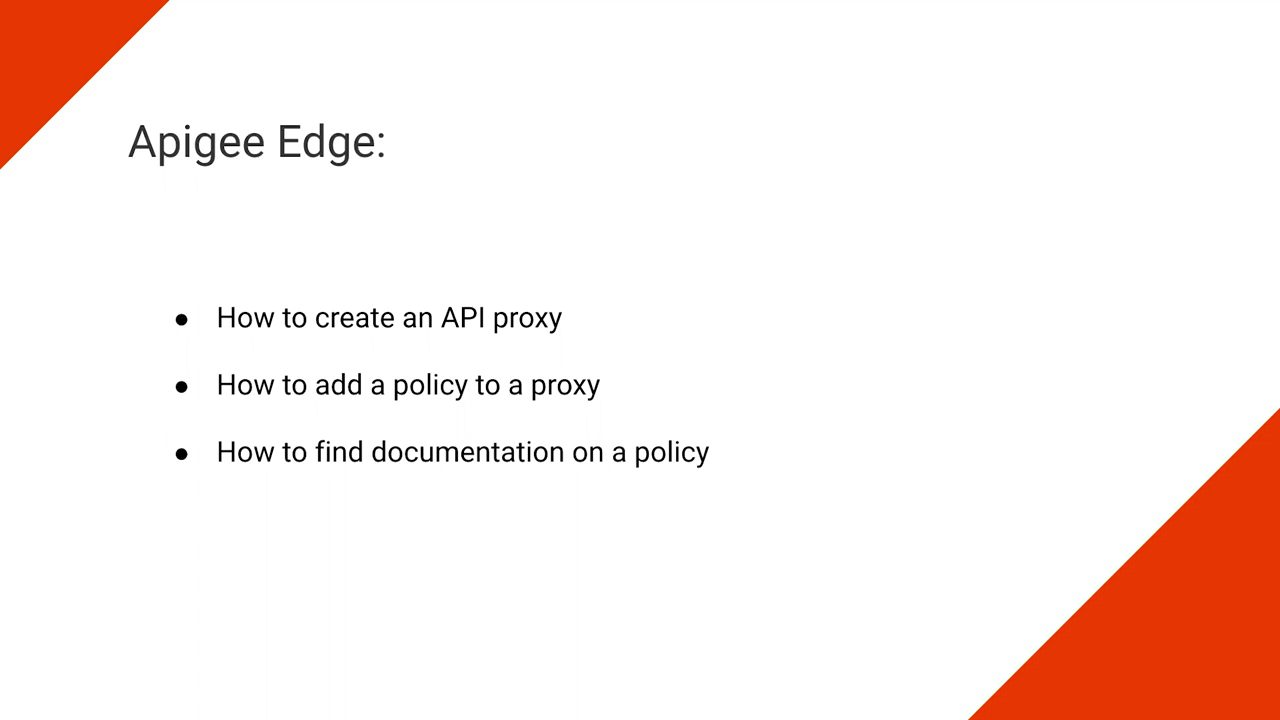 Apigee Edge:
● How to create an API proxy
● How to add a policy to a proxy
● How to find documentation on a policy